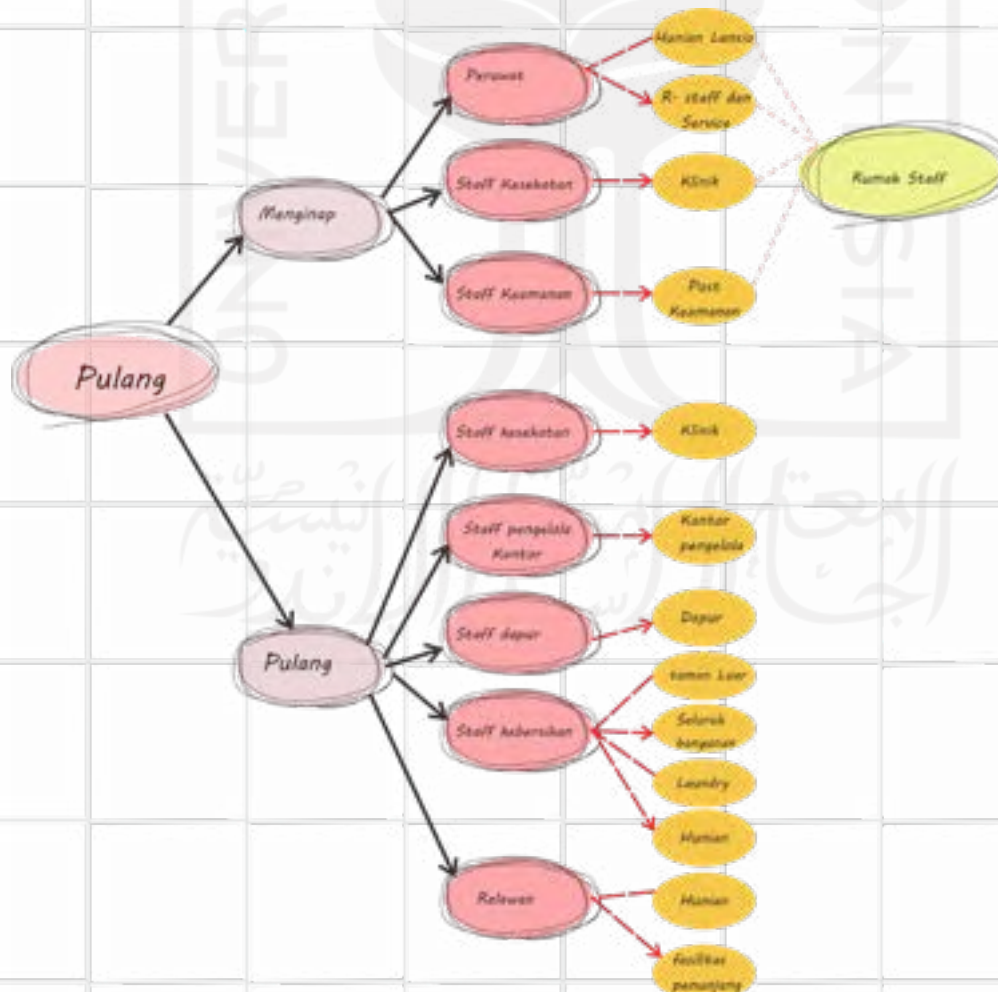 Pulang
Menginap
Perawat
Hunian Lansia
R- staff dan
Service
Staff Kesehatan
Klinik
Staff Keamanan
Post
Keamanan
Rumah Staff
Pulang
Staff kesehatan
Klinik
Staff pengelola
Kantor
Kantor
pengelola
Staff dapur
Dapur
Staff kebersihan
taman Luar
Seluruh
bangunan
Laundry
Hunian
Relawan
Hunian
fasilitas
penunjang